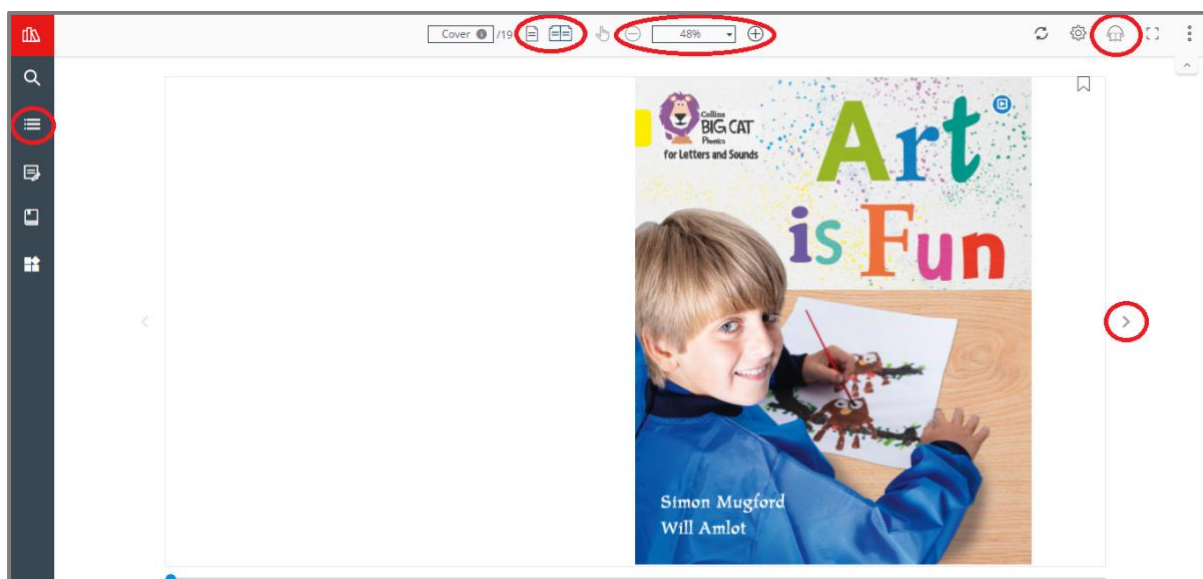 Cover /19
48%
Collins
BIG CAT
Phonics
for Letters and Sounds
Art
is Fun
Simon Mugford
Will Amlot